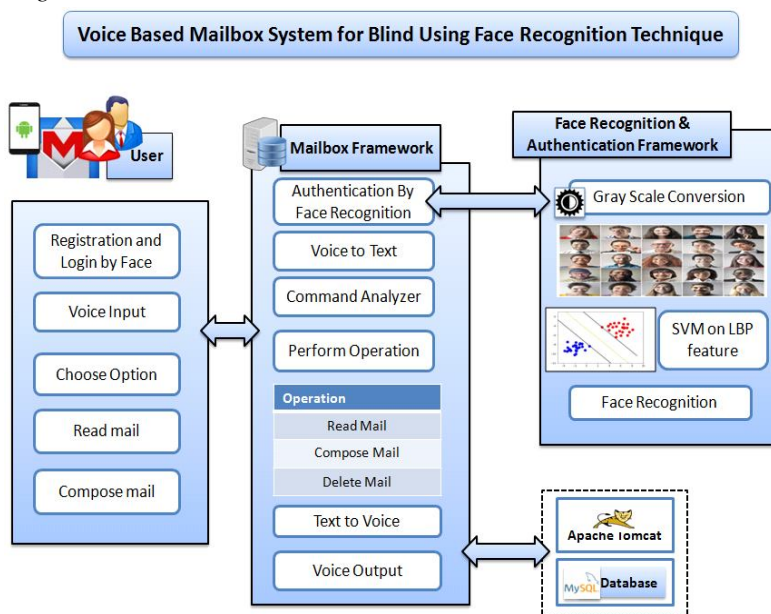 Voice Based Mailbox System for Blind Using Face Recognition Technique
User
Registration and
Login by Face
Voice Input
Choose Option
Read mail
Compose mail
Mailbox Framework
Authentication By
Face Recognition
Voice to Text
Command Analyzer
Perform Operation
Operation
Read Mail
Compose Mail
Delete Mail
Text to Voice
Voice Output
Face Recognition &
Authentication Framework
Gray Scale Conversion
SVM on LBP
feature
Face Recognition
Apache Tomcat
MySQL Database